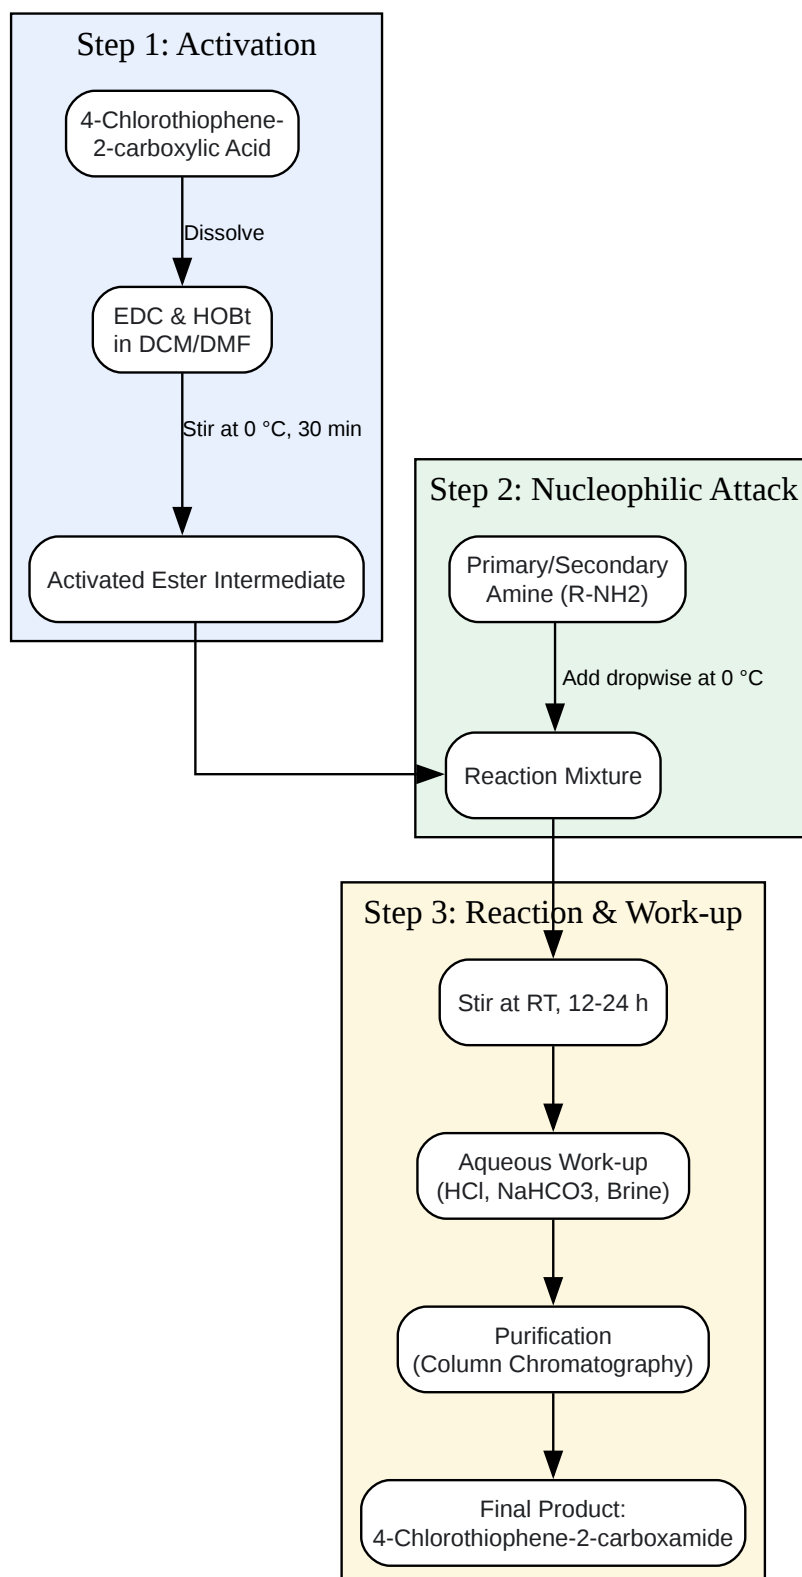 Step 1: Activation
4-Chlorothiophene-
2-carboxylic Acid
Dissolve
EDC & HOBt
in DCM/DMF
Stir at 0 °C, 30 min
Activated Ester Intermediate
Step 2: Nucleophilic Attack
Primary/Secondary
Amine (R-NH2)
Add dropwise at 0 °C
Reaction Mixture
Step 3: Reaction & Work-up
Stir at RT, 12-24 h
Aqueous Work-up
(HCl, NaHCO3, Brine)
Purification
(Column Chromatography)
Final Product:
4-Chlorothiophene-2-carboxamide